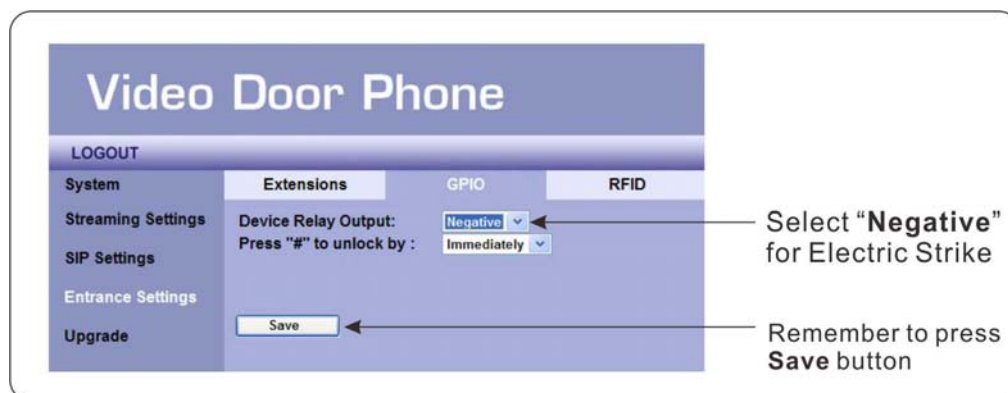 Video Door Phone
LOGOUT
System
Extensions
GPIO
RFID
Streaming Settings
Device Relay Output:
Negative
Press "#" to unlock by :
Immediately
SIP Settings
Entrance Settings
Upgrade
Save
Select “Negative”
for Electric Strike
Remember to press
Save button